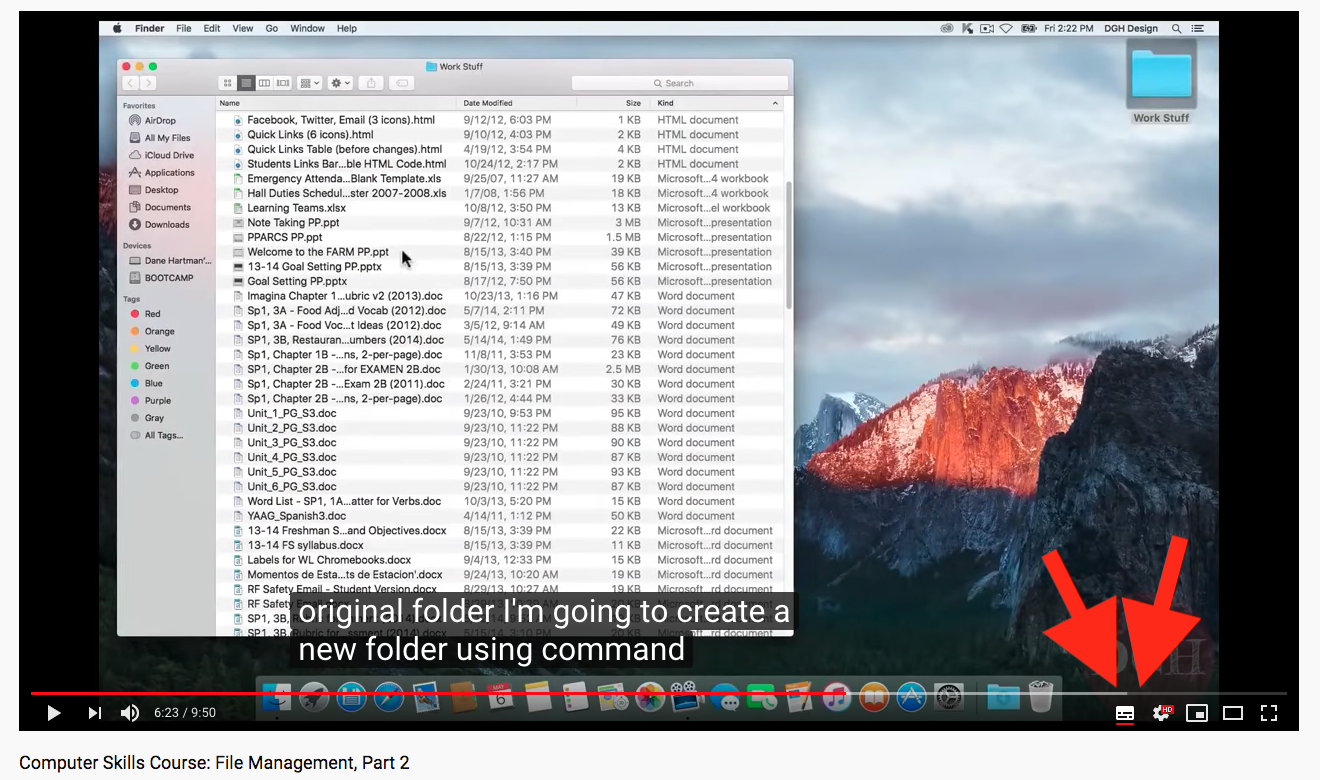 Finder File Edit View Go Window Help Fri 2:22 PM DGH Design
Work Stuff
Search
Work Stuff
Favorites
AirDrop
All My Files
iCloud Drive
Applications
Desktop
Documents
Downloads
Devices
Dane Hartman'...
BOOTCAMP
Tags
Red
Orange
Yellow
Green
Blue
Purple
Gray
All Tags...
Name Date Modified Size Kind
Facebook, Twitter, Email (3 icons).html 9/12/12, 6:03 PM 1 KB HTML document
Quick Links (6 icons).html 9/10/12, 4:03 PM 2 KB HTML document
Quick Links Table (before changes).html 4/19/12, 3:54 PM 4 KB HTML document
Students Links Bar...ble HTML Code.html 10/24/12, 2:17 PM 2 KB HTML document
Emergency Attenda...Blank Template.xls 9/25/07, 11:27 AM 19 KB Microsoft...4 workbook
Hall Duties Schedul...ster 2007-2008.xls 1/7/08, 1:56 PM 18 KB Microsoft...4 workbook
Learning Teams.xlsx 10/8/12, 3:50 PM 13 KB Microsoft...el workbook
Note Taking PP.ppt 9/7/12, 10:31 AM 3 MB Microsoft...presentation
PPARCS PP.ppt 8/22/12, 1:15 PM 1.5 MB Microsoft...presentation
Welcome to the FARM PP.ppt 8/15/13, 3:40 PM 39 KB Microsoft...presentation
13-14 Goal Setting PP.pptx 8/15/13, 3:39 PM 56 KB Microsoft...presentation
Goal Setting PP.pptx 8/17/12, 7:50 PM 56 KB Microsoft...presentation
Imagina Chapter 1...ubric v2 (2013).doc 10/23/13, 1:16 PM 47 KB Word document
Sp1, 3A - Food Adj...d Vocab (2012).doc 5/7/14, 2:11 PM 72 KB Word document
Sp1, 3A - Food Voc...t Ideas (2012).doc 3/5/12, 9:14 AM 49 KB Word document
SP1, 3B, Restauran...umbers (2014).doc 5/14/14, 1:49 PM 76 KB Word document
Sp1, Chapter 1B -...ns, 2-per-page).doc 11/8/11, 3:53 PM 23 KB Word document
SP1, Chapter 2B -...for EXAMEN 2B.doc 1/30/13, 10:08 AM 2.5 MB Word document
Sp1, Chapter 2B -...Exam 2B (2011).doc 2/24/11, 3:21 PM 30 KB Word document
Sp1, Chapter 2B -...ns, 2-per-page).doc 1/26/12, 4:44 PM 33 KB Word document
Unit_1_PG_S3.doc 9/23/10, 9:53 PM 95 KB Word document
Unit_2_PG_S3.doc 9/23/10, 11:22 PM 88 KB Word document
Unit_3_PG_S3.doc 9/23/10, 11:22 PM 90 KB Word document
Unit_4_PG_S3.doc 9/23/10, 11:22 PM 87 KB Word document
Unit_5_PG_S3.doc 9/23/10, 11:22 PM 93 KB Word document
Unit_6_PG_S3.doc 9/23/10, 11:22 PM 87 KB Word document
Word List - SP1, 1A...atter for Verbs.doc 10/3/13, 5:20 PM 15 KB Word document
YAAG_Spanish3.doc 4/14/11, 1:12 PM 50 KB Word document
13-14 Freshman S...and Objectives.docx 8/15/13, 3:39 PM 22 KB Microsoft...rd document
13-14 FS syllabus.docx 8/15/13, 3:39 PM 11 KB Microsoft...rd document
Labels for WL Chromebooks.docx 9/4/13, 12:33 PM 15 KB Microsoft...rd document
Momentos de Esta...ts de Estacion'.docx 9/24/13, 10:20 AM 19 KB Microsoft...rd document
RF Safety Email - Student Version.docx 8/29/13, 10:27 AM 19 KB Microsoft...rd document
RF Safety
SP1, 3B,
SP1, 3B
original folder I'm going to create a
new folder using command
6:23 / 9:50
HD
Computer Skills Course: File Management, Part 2